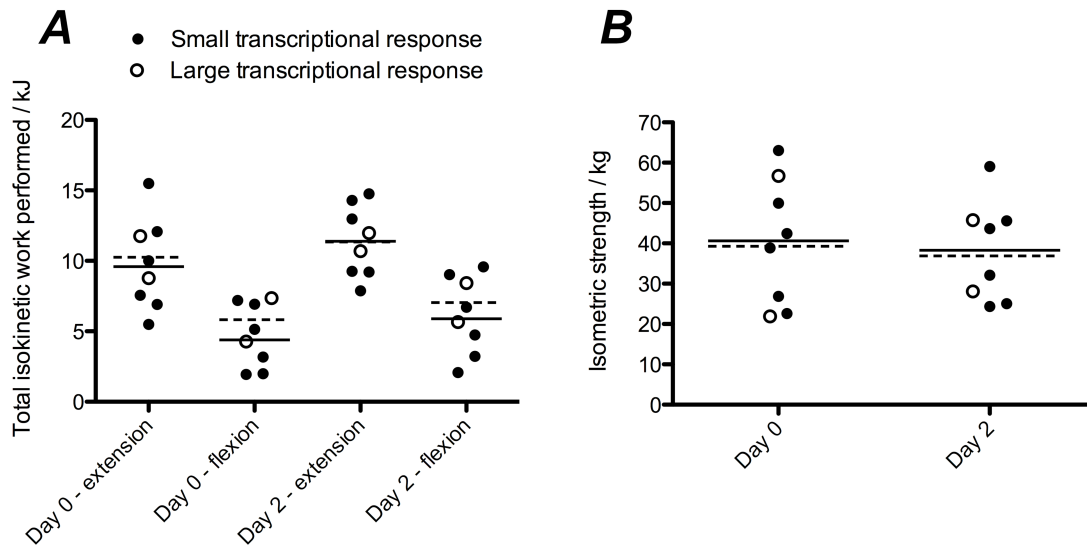 A
Small transcriptional response
Large transcriptional response
Total isokinetic work performed / kJ
20
15
10
5
0
Day 0 - extension
Day 0 - flexion
Day 2 - extension
Day 2 - flexion
B
Isometric strength / kg
70
60
50
40
30
20
10
0
Day 0
Day 2